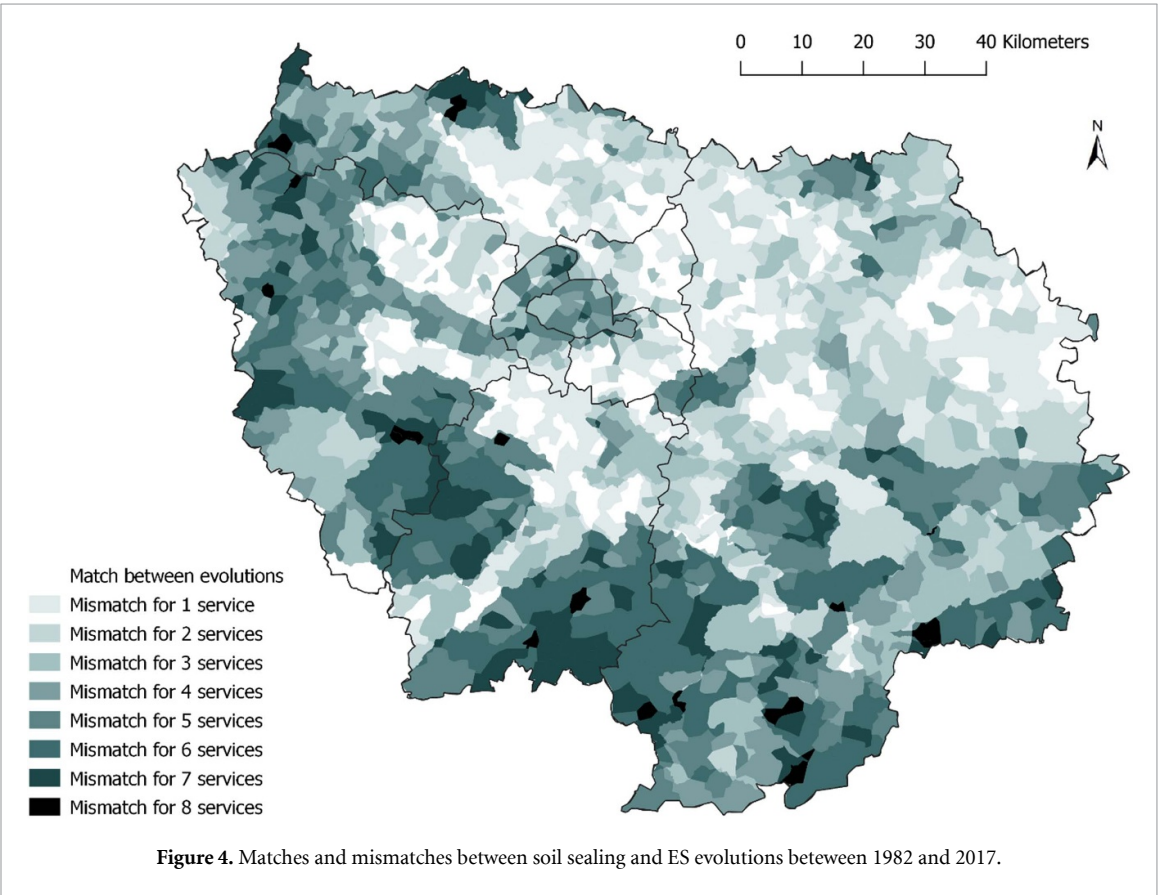 0 10 20 30 40 Kilometers
N
Match between evolutions
Mismatch for 1 service
Mismatch for 2 services
Mismatch for 3 services
Mismatch for 4 services
Mismatch for 5 services
Mismatch for 6 services
Mismatch for 7 services
Mismatch for 8 services
Figure 4. Matches and mismatches between soil sealing and ES evolutions beteween 1982 and 2017.